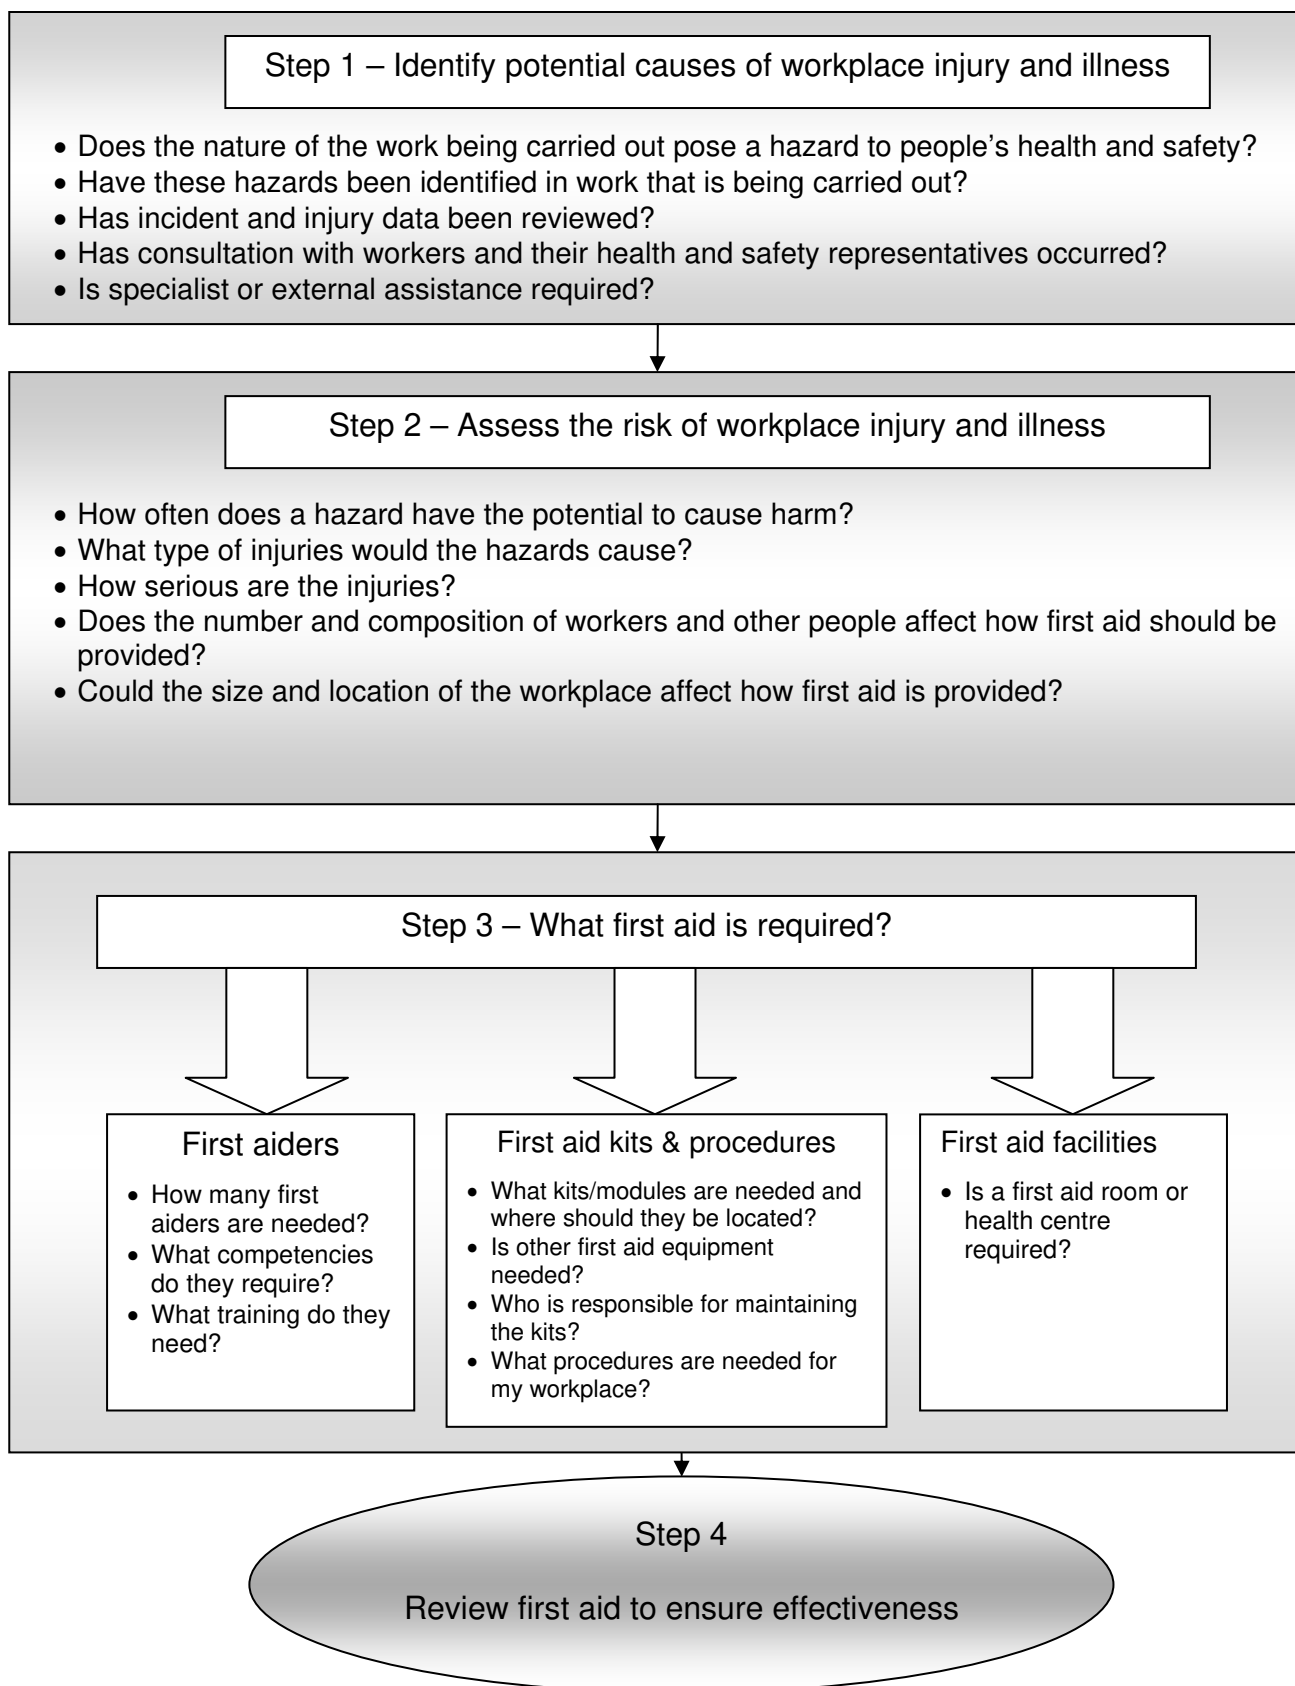 Step 1 – Identify potential causes of workplace injury and illness
• Does the nature of the work being carried out pose a hazard to people’s health and safety?
• Have these hazards been identified in work that is being carried out?
• Has incident and injury data been reviewed?
• Has consultation with workers and their health and safety representatives occurred?
• Is specialist or external assistance required?
Step 2 – Assess the risk of workplace injury and illness
• How often does a hazard have the potential to cause harm?
• What type of injuries would the hazards cause?
• How serious are the injuries?
• Does the number and composition of workers and other people affect how first aid should be
provided?
• Could the size and location of the workplace affect how first aid is provided?
Step 3 – What first aid is required?
First aiders
• How many first
aiders are needed?
• What competencies
do they require?
• What training do they
need?
First aid kits & procedures
• What kits/modules are needed and
where should they be located?
• Is other first aid equipment
needed?
• Who is responsible for maintaining
the kits?
• What procedures are needed for
my workplace?
First aid facilities
• Is a first aid room or
health centre
required?
Step 4
Review first aid to ensure effectiveness